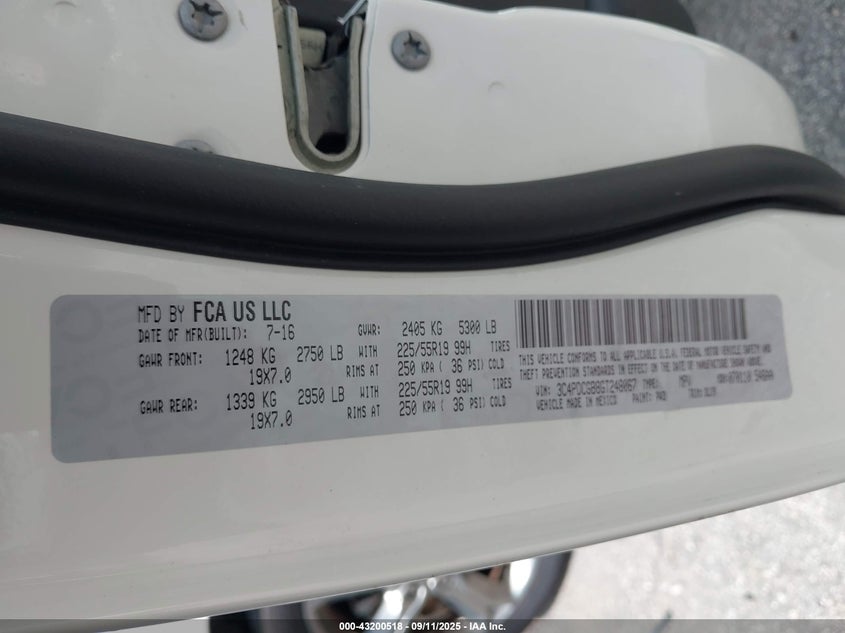 MFD BY FCA US LLC
DATE OF MFR(BUILT): 7-16 GVWR: 2405 KG 5300 LB
GAWR FRONT: 1248 KG 2750 LB WITH 225/55R19 99H TIRES
19X7.0 RIMS AT 250 KPA ( 36 PSI) COLD
GAWR REAR: 1339 KG 2950 LB WITH 225/55R19 99H TIRES
19X7.0 RIMS AT 250 KPA ( 36 PSI) COLD
THIS VEHICLE CONFORMS TO ALL APPLICABLE U.S.A. FEDERAL MOTOR VEHICLE SAFETY AND
THEFT PREVENTION STANDARDS IN EFFECT ON THE DATE OF MANUFACTURE SHOWN ABOVE.
VIN: 3C4PDCGB8GT248067 TYPE: MPV
VEHICLE MADE IN MEXICO PAINT: PW3 TRIM:
000-43200518 - 09/11/2025 - IAA Inc.